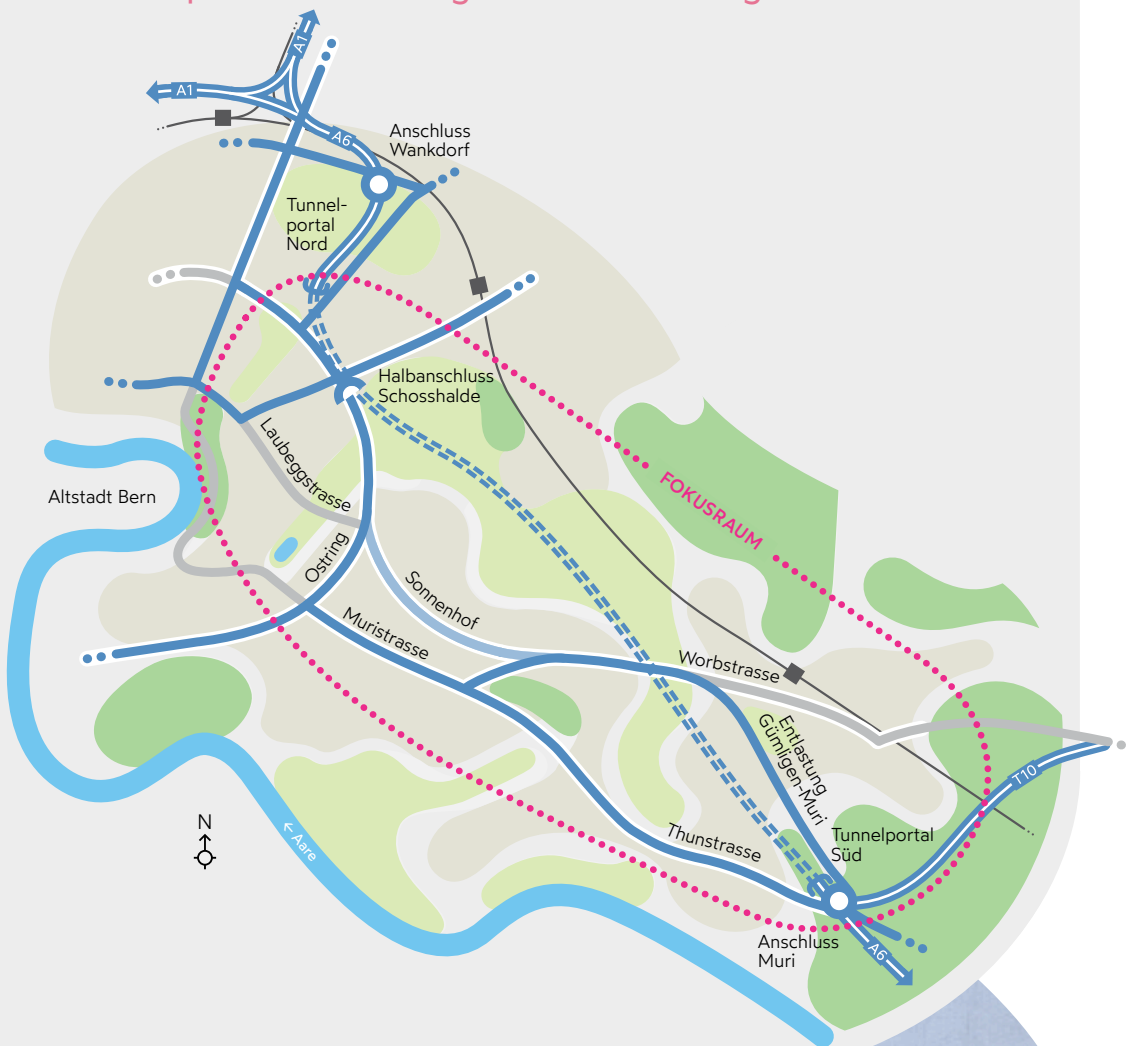 A1
A1
A6
Anschluss
Wankdorf
Tunnel-
portal
Nord
Halbanschluss
Schosshalde
Laubeggstrasse
Altstadt Bern
FOKUSRAUM
Ostring
Sonnenhof
Muristrasse
Worbstrasse
Entlastung
Gümligen-Muri
T10
N
← Aare
Thunstrasse
Tunnelportal
Süd
Anschluss
Muri
A6